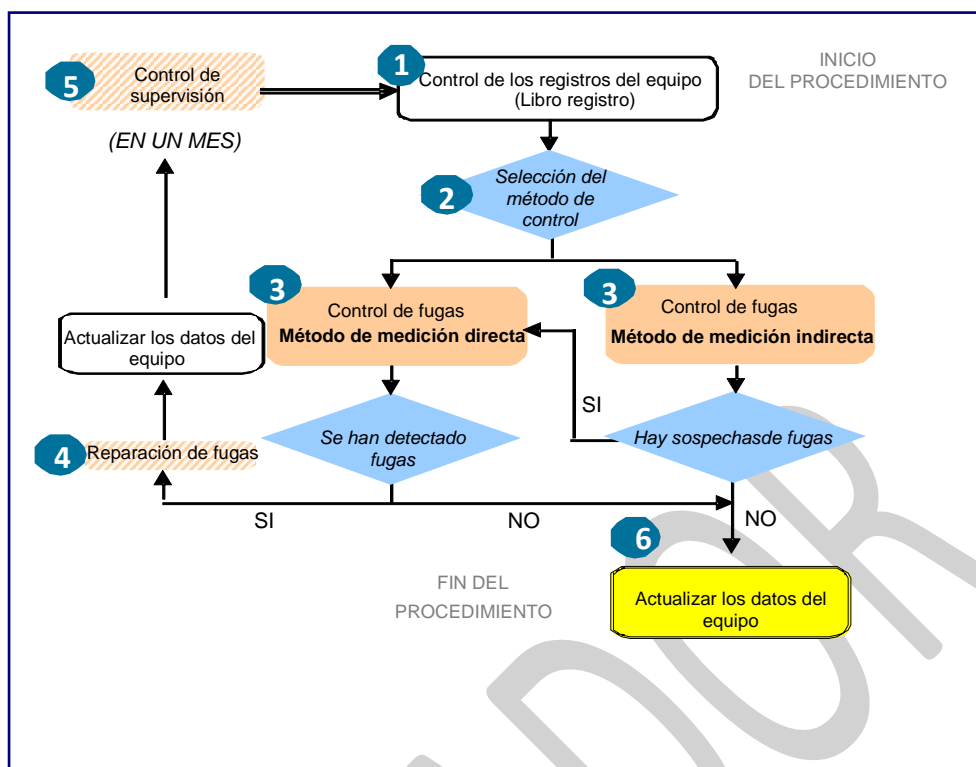 INICIO
DEL PROCEDIMIENTO
5
Control de
supervisión
(EN UN MES)
1
Control de los registros del equipo
(Libro registro)
2
Selección del
método de
control
3
Control de fugas
Método de medición directa
3
Control de fugas
Método de medición indirecta
Actualizar los datos del
equipo
SI
Se han detectado
fugas
Hay sospechasde fugas
4
Reparación de fugas
SI
NO
NO
6
Actualizar los datos del
equipo
FIN DEL
PROCEDIMIENTO
ADOR